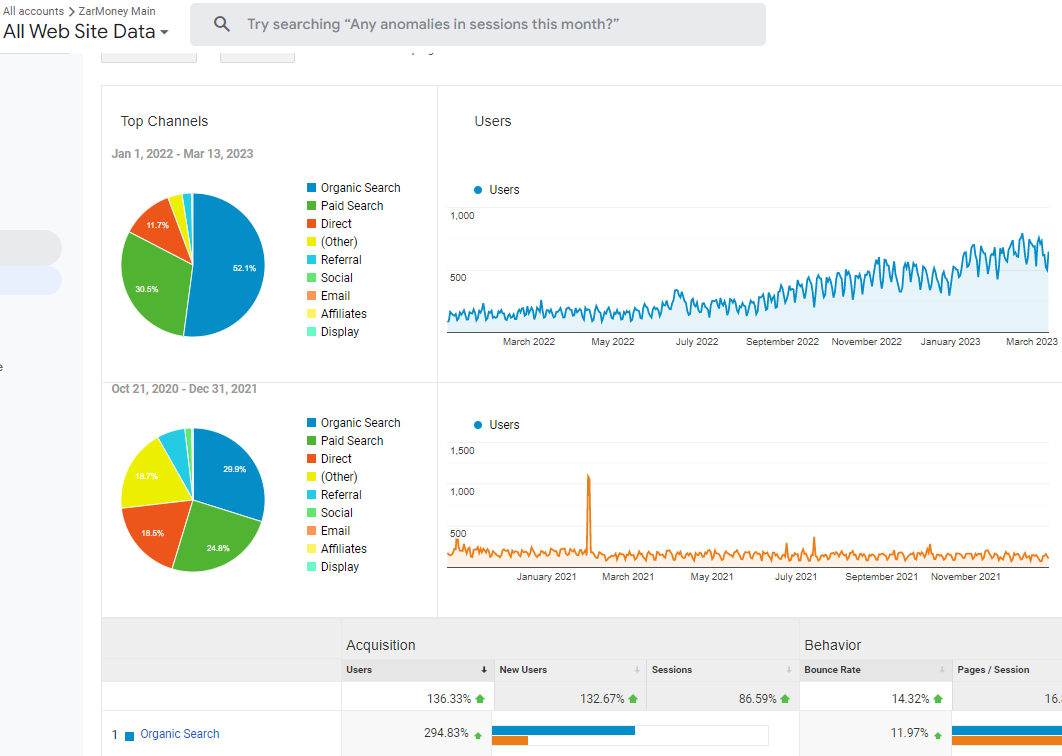 All accounts > ZarMoney Main
All Web Site Data
Try searching “Any anomalies in sessions this month?”
Top Channels
Jan 1, 2022 - Mar 13, 2023
52.1%
30.5%
11.7%
Organic Search
Paid Search
Direct
(Other)
Referral
Social
Email
Affiliates
Display
Users
Users
1,000
500
March 2022 May 2022 July 2022 September 2022 November 2022 January 2023 March 2023
Oct 21, 2020 - Dec 31, 2021
29.9%
24.8%
18.5%
18.7%
Organic Search
Paid Search
Direct
(Other)
Referral
Social
Email
Affiliates
Display
Users
1,500
1,000
500
January 2021 March 2021 May 2021 July 2021 September 2021 November 2021
Acquisition Behavior
Users New Users Sessions Bounce Rate Pages / Session
136.33% 132.67% 86.59% 14.32% 16.
1 Organic Search 294.83% 11.97%